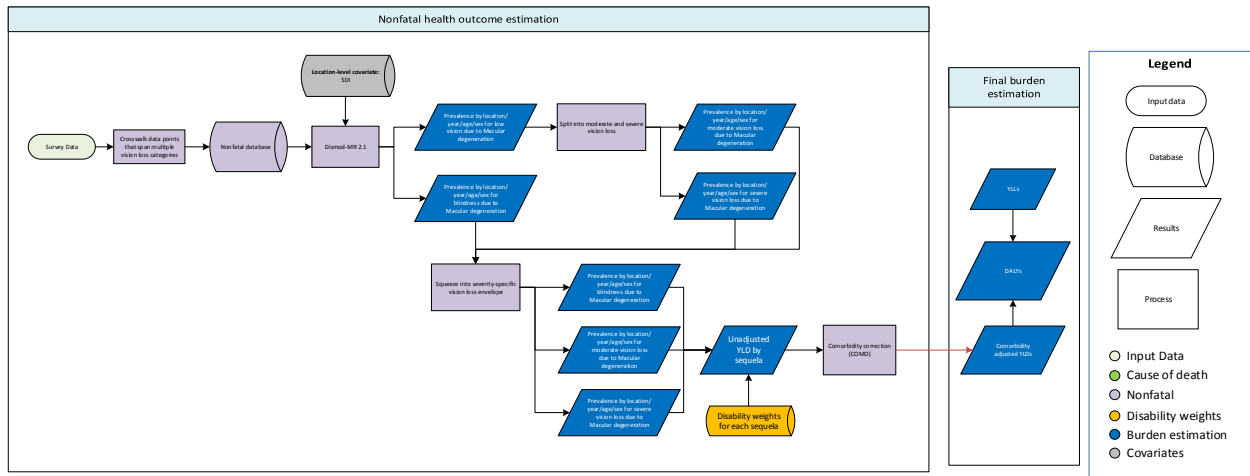 Nonfatal health outcome estimation
Location-level covariate:
SDI
Survey Data
Crosswalk data points
that span multiple
vision loss categories
Nonfatal database
Dismod-MR 2.1
Prevalence by location/
year/age/sex for low
vision due to Macular
degeneration
Split into moderate and severe
vision loss
Prevalence by location/
year/age/sex for
moderate vision loss
due to Macular
degeneration
Prevalence by location/
year/age/sex for
blindness due to
Macular degeneration
Prevalence by location/
year/age/sex for severe
vision loss due to
Macular degeneration
Squeeze into severity-specific
vision loss envelope
Prevalence by location/
year/age/sex for
blindness due to
Macular degeneration
Prevalence by location/
year/age/sex for
moderate vision loss
due to Macular
degeneration
Prevalence by location/
year/age/sex for severe
vision loss due to
Macular degeneration
Unadjusted
YLD by
sequela
Disability weights
for each sequela
Comorbidity correction
(COMO)
Final burden
estimation
YLLs
DALYs
Comorbidity
adjusted YLDs
Legend
Input data
Database
Results
Process
Input Data
Cause of death
Nonfatal
Disability weights
Burden estimation
Covariates